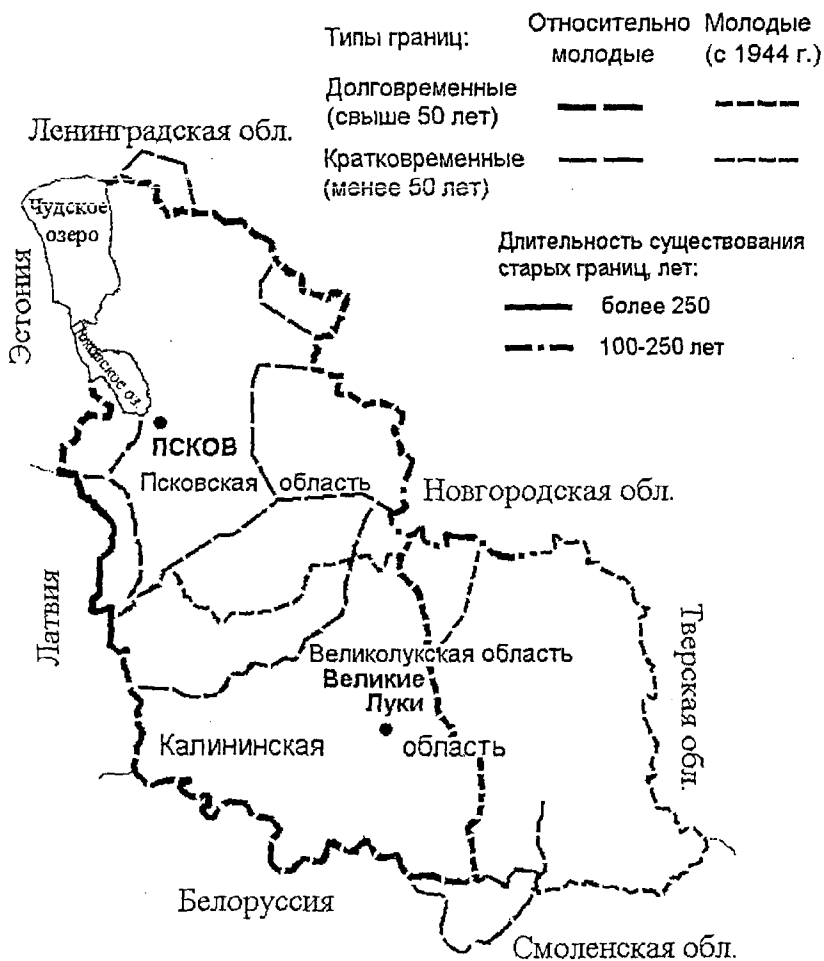 Типы границ:
Относительно молодые
Молодые (с 1944 г.)
Долговременные
(свыше 50 лет)
Кратковременные
(менее 50 лет)
Длительность существования
старых границ, лет:
более 250
100-250 лет
Ленинградская обл.
Чудское
озеро
Эстония
Псковское оз.
ПСКОВ
Псковская область
Новгородская обл.
Латвия
Великолукская область
Великие
Луки
Тверская обл.
Калининская область
Белоруссия
Смоленская обл.